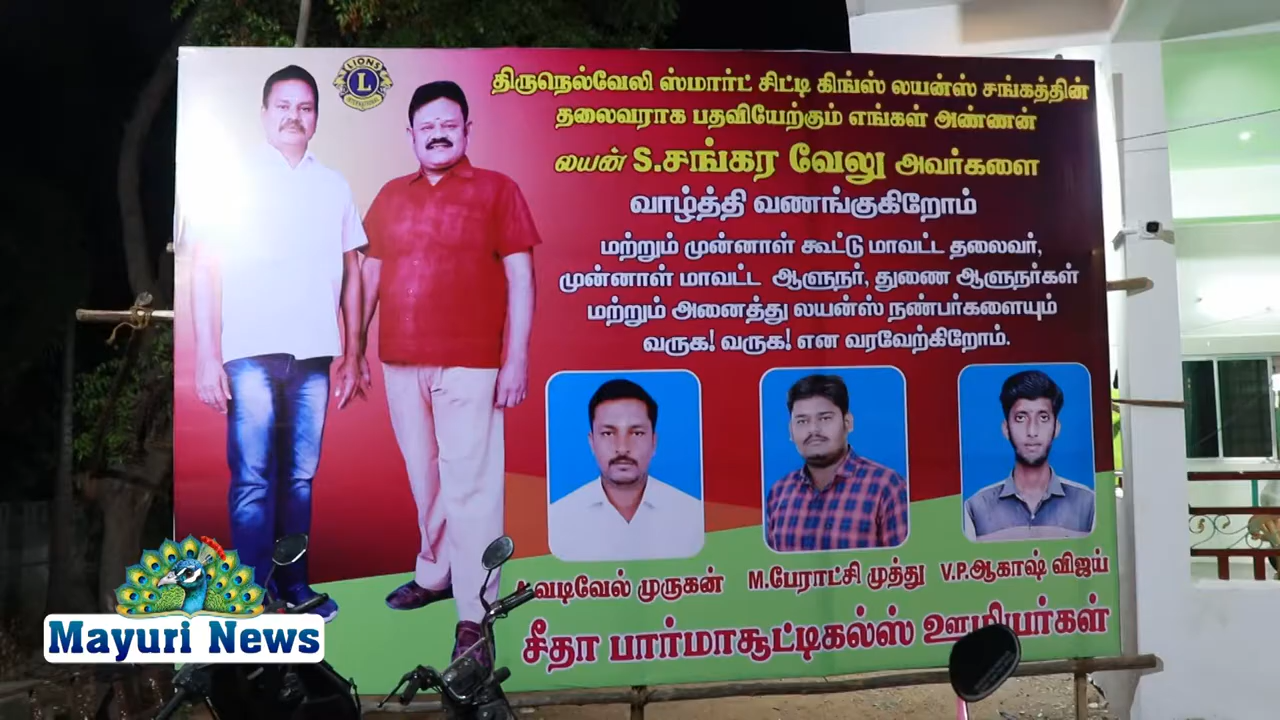 LIONS
L
INTERNATIONAL
திருநெல்வேலி ஸ்மார்ட் சிட்டி கிங்ஸ் லயன்ஸ் சங்கத்தின்
தலைவராக பதவியேற்கும் எங்கள் அண்ணன்
லயன் S.சங்கர வேலு அவர்களை
வாழ்த்தி வணங்குகிறோம்
மற்றும் முன்னாள் கூட்டு மாவட்ட தலைவர்,
முன்னாள் மாவட்ட ஆளுநர், துணை ஆளுநர்கள்
மற்றும் அனைத்து லயன்ஸ் நண்பர்களையும்
வருக! வருக! என வரவேற்கிறோம்.
வடிவேல் முருகன் M.பேராட்சி முத்து V.P.ஆகாஷ் விஜய்
சீதா பார்மாசூட்டிகல்ஸ் ஊழியர்கள்
Mayuri News